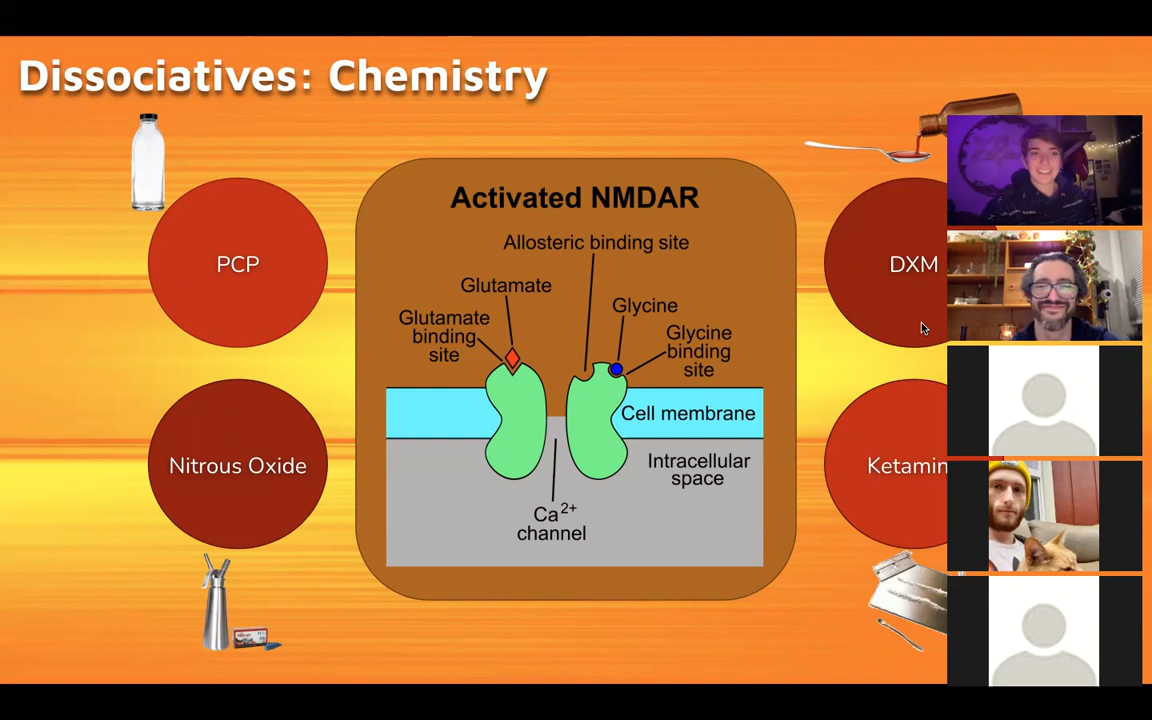 Dissociatives: Chemistry
PCP
Nitrous Oxide
Activated NMDAR
Allosteric binding site
Glutamate
Glycine
Glutamate
binding
site
Glycine
binding
site
Cell membrane
Intracellular
space
Ca2+
channel
DXM
Ketamin